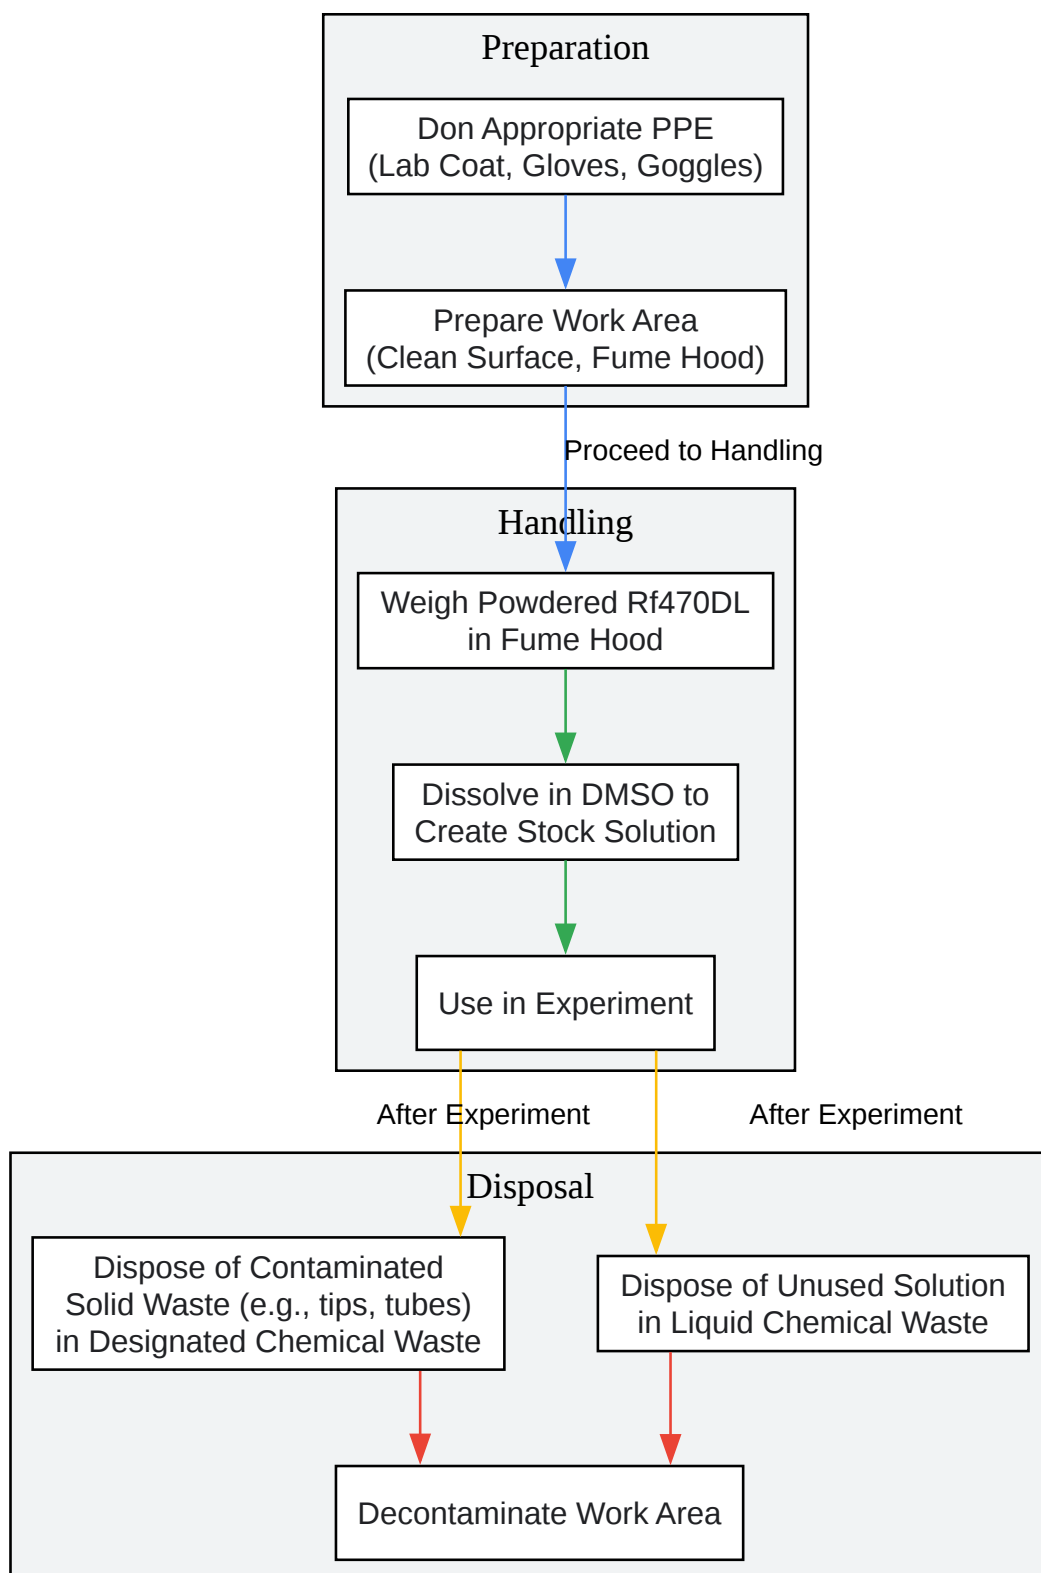 Preparation
Don Appropriate PPE
(Lab Coat, Gloves, Goggles)
Prepare Work Area
(Clean Surface, Fume Hood)
Proceed to Handling
Handling
Weigh Powdered Rf470DL
in Fume Hood
Dissolve in DMSO to
Create Stock Solution
Use in Experiment
After Experiment
After Experiment
Disposal
Dispose of Contaminated
Solid Waste (e.g., tips, tubes)
in Designated Chemical Waste
Dispose of Unused Solution
in Liquid Chemical Waste
Decontaminate Work Area